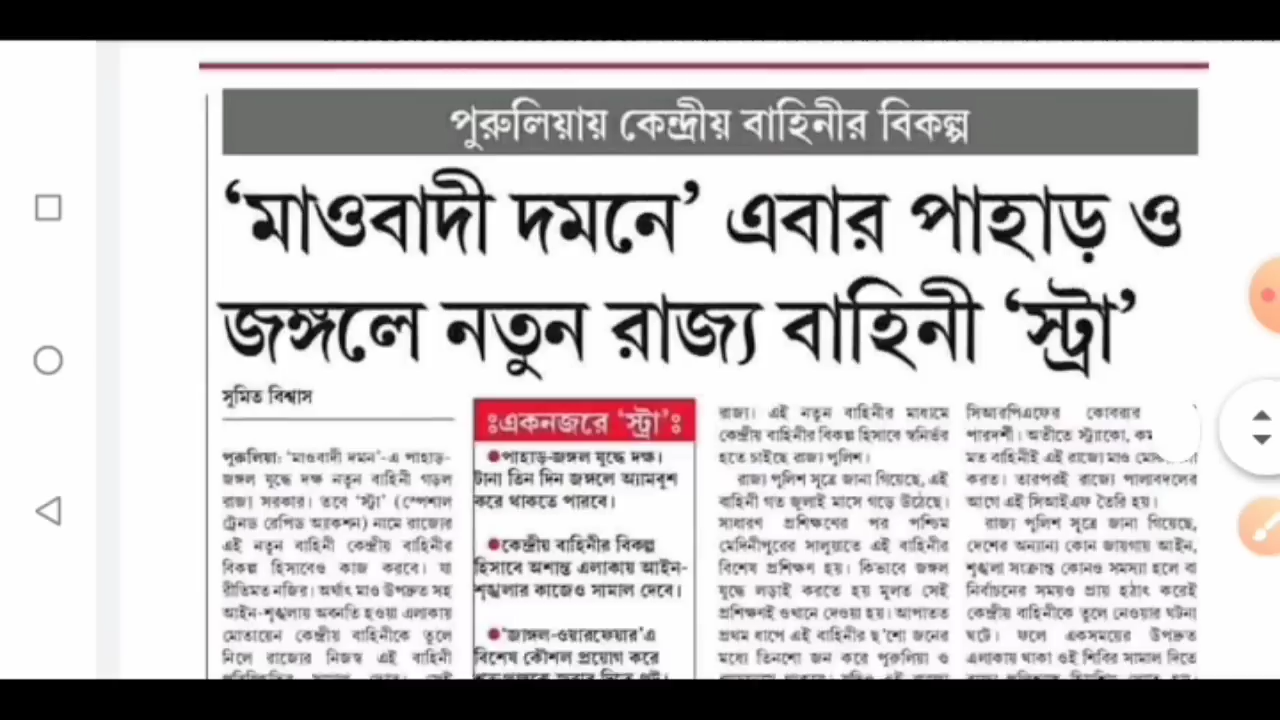 পুরুলিয়ায় কেন্দ্রীয় বাহিনীর বিকল্প
‘মাওবাদী দমনে’ এবার পাহাড় ও
জঙ্গলে নতুন রাজ্য বাহিনী ‘স্ট্রা’
সুমিত বিশ্বাস
পুরুলিয়া: ‘মাওবাদী দমন’-এ পাহাড়-
জঙ্গল যুদ্ধে দক্ষ নতুন বাহিনী গড়ল
রাজ্য সরকার। তবে ‘স্ট্রা’ (স্পেশাল
ট্রেনড রেপিড অ্যাকশন) নামে রাজ্যের
এই নতুন বাহিনী কেন্দ্রীয় বাহিনীর
বিকল্প হিসাবেও কাজ করবে। যা
রীতিমত নজির। অর্থাৎ মাও উপদ্রুত সহ
আইন-শৃঙ্খলায় অবনতি হওয়া এলাকায়
মোতায়েন কেন্দ্রীয় বাহিনীকে তুলে
নিলে রাজ্যের নিজস্ব এই বাহিনী
ঃএকনজরে ‘স্ট্রা’ঃ
●পাহাড়-জঙ্গল যুদ্ধে দক্ষ।
টানা তিন দিন জঙ্গলে অ্যামবুশ
করে থাকতে পারবে।
●কেন্দ্রীয় বাহিনীর বিকল্প
হিসাবে অশান্ত এলাকায় আইন-
শৃঙ্খলার কাজেও সামাল দেবে।
●‘জাঙ্গল-ওয়ারফেয়ার’এ
বিশেষ কৌশল প্রয়োগ করে
রাজ্য। এই নতুন বাহিনীর মাধ্যমে
কেন্দ্রীয় বাহিনীর বিকল্প হিসাবে স্বনির্ভর
হতে চাইছে রাজ্য পুলিশ।
রাজ্য পুলিশ সূত্রে জানা গিয়েছে, এই
বাহিনী গত জুলাই মাসে গড়ে উঠেছে।
সাধারণ প্রশিক্ষণের পর পশ্চিম
মেদিনীপুরের সালুয়াতে এই বাহিনীর
বিশেষ প্রশিক্ষণ হয়। কিভাবে জঙ্গল
যুদ্ধে লড়াই করতে হয় মূলত সেই
প্রশিক্ষণই ওখানে দেওয়া হয়। আপাতত
প্রথম ধাপে এই বাহিনীর ছ’শো জনের
মধ্যে তিনশো জন করে পুরুলিয়া ও
সিআরপিএফের কোবরার
পারদর্শী। অতীতে স্ট্র্যাকো,
মত বাহিনীই এই রাজ্যে মাও
করত। তারপরই রাজ্যে পালাবদলের
আগে এই সিআইএফ তৈরি হয়।
রাজ্য পুলিশ সূত্রে জানা গিয়েছে,
দেশের অন্যান্য কোন জায়গায় আইন,
শৃঙ্খলা সংক্রান্ত কোনও সমস্যা হলে বা
নির্বাচনের সময়ও প্রায় হঠাৎ করেই
কেন্দ্রীয় বাহিনীকে তুলে নেওয়ার ঘটনা
ঘটে। ফলে একসময়ের উপদ্রুত
এলাকায় থাকা ওই শিবির সামাল দিতে